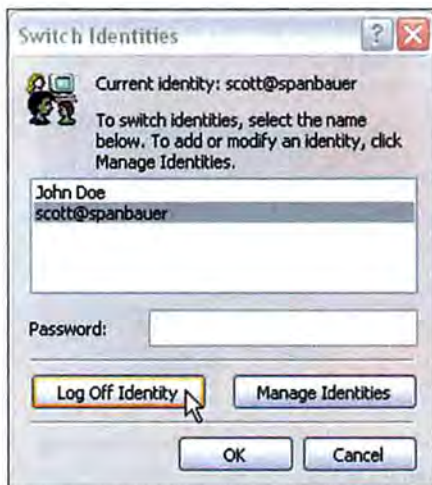 Switch Identities
?
X
Current identity: scott@spanbauer
To switch identities, select the name
below. To add or modify an identity, click
Manage Identities.
John Doe
scott@spanbauer
Password:
Log Off Identity
Manage Identities
OK
Cancel